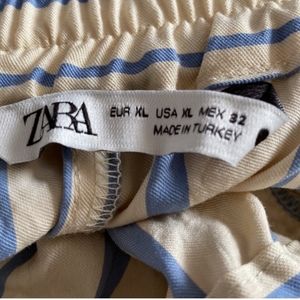 ZARA
EUR XL USA XL MEX 32
MADE IN TURKEY